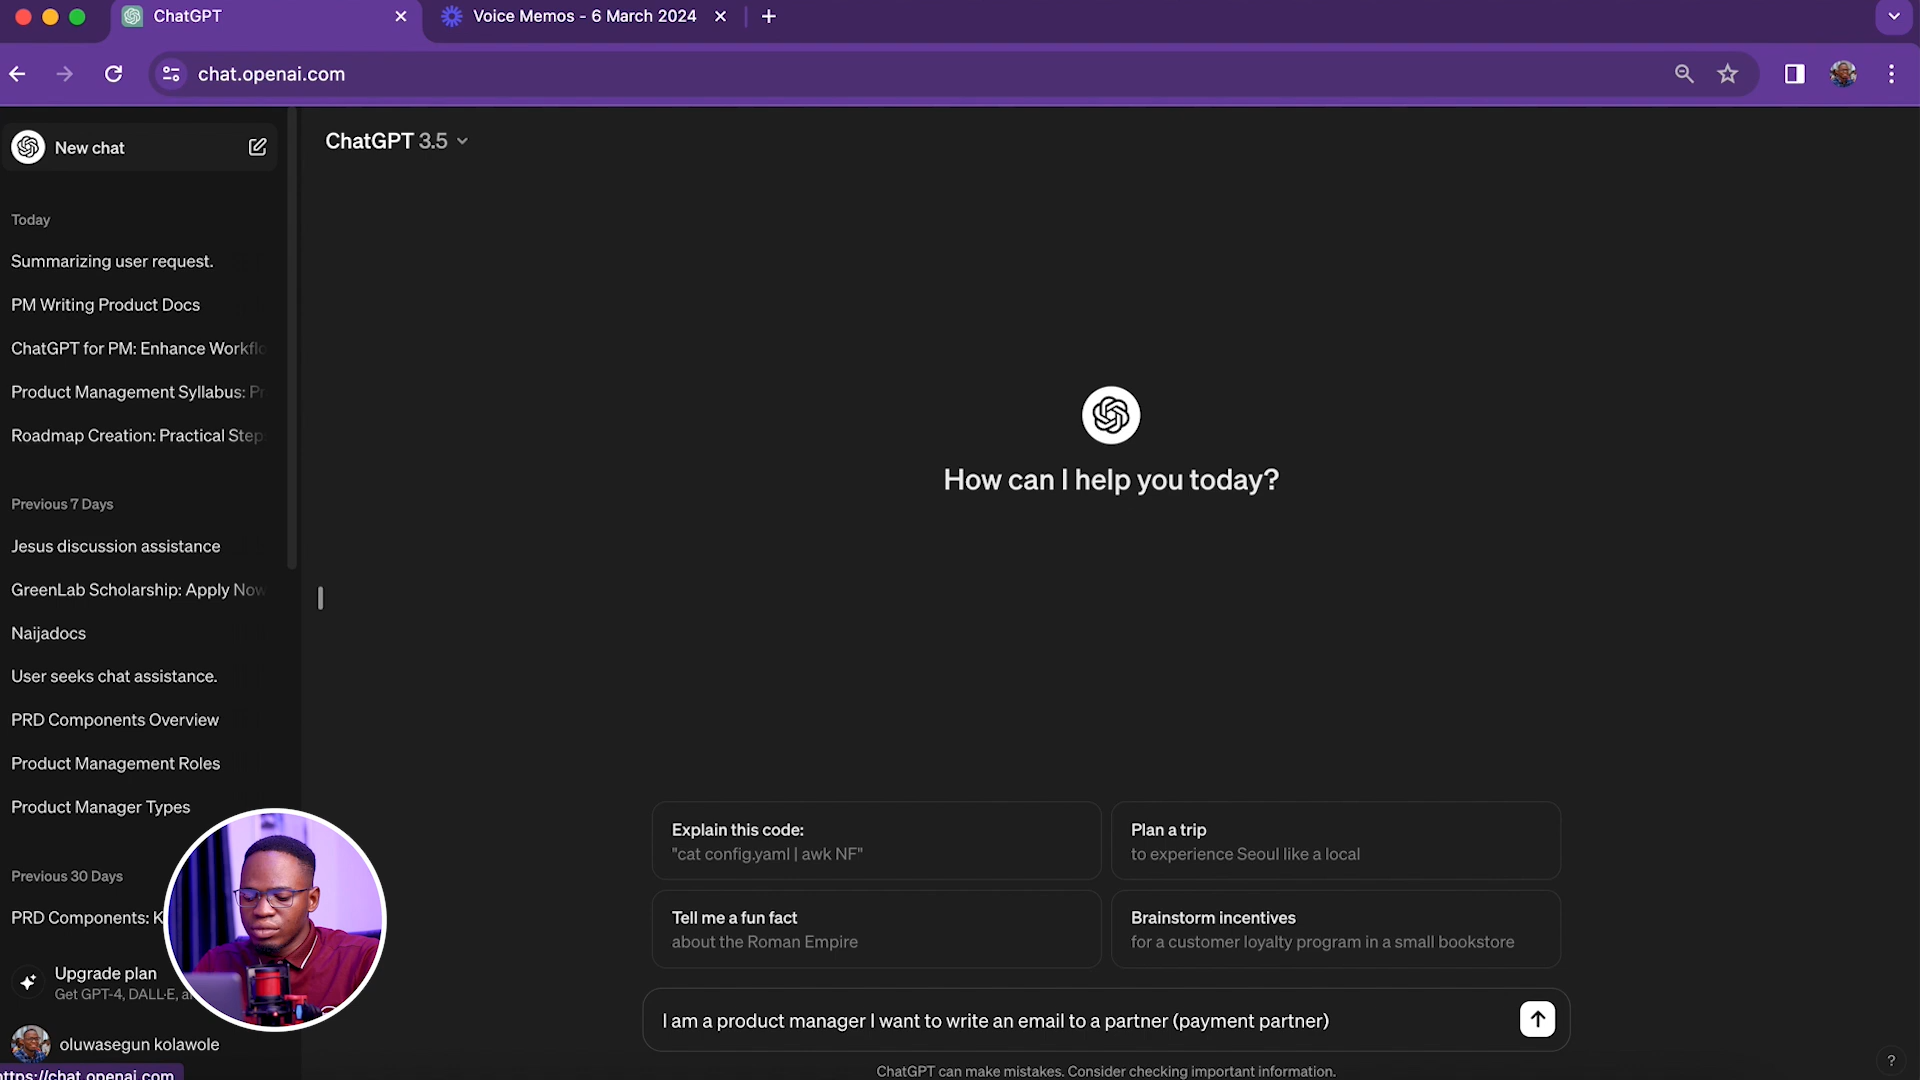 ChatGPT
Voice Memos - 6 March 2024
chat.openai.com
New chat
ChatGPT 3.5
Today
Summarizing user request.
PM Writing Product Docs
ChatGPT for PM: Enhance Workflo
Product Management Syllabus: Pr
Roadmap Creation: Practical Step
Previous 7 Days
Jesus discussion assistance
GreenLab Scholarship: Apply Now
Naijadocs
User seeks chat assistance.
PRD Components Overview
Product Management Roles
Product Manager Types
Previous 30 Days
PRD Components: K
Upgrade plan
Get GPT-4, DALL·E, a
oluwasegun kolawole
https://chat.openai.com
How can I help you today?
Explain this code:
"cat config.yaml | awk NF"
Plan a trip
to experience Seoul like a local
Tell me a fun fact
about the Roman Empire
Brainstorm incentives
for a customer loyalty program in a small bookstore
I am a product manager I want to write an email to a partner (payment partner)
ChatGPT can make mistakes. Consider checking important information.
?